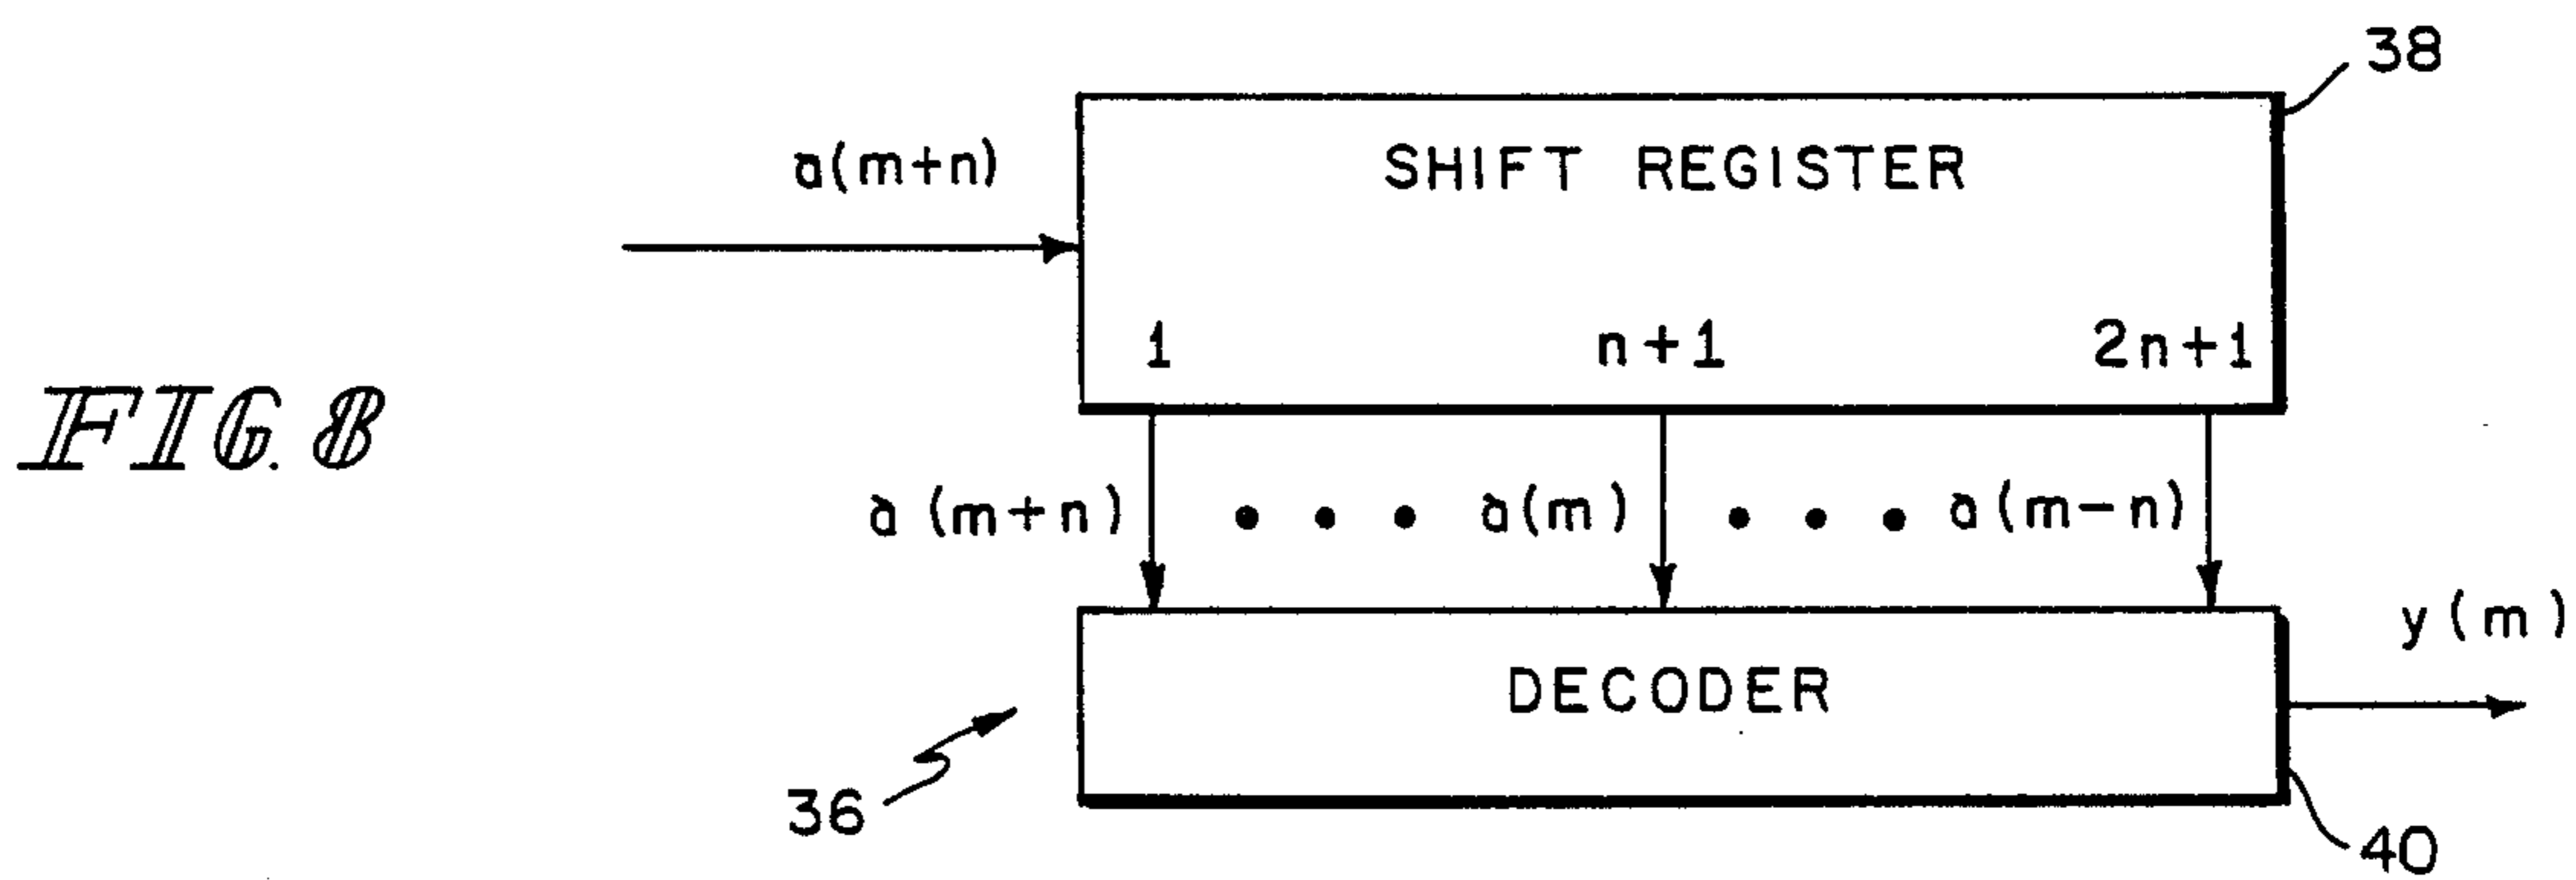 38
a(m+n)
SHIFT REGISTER
1 n+1 2n+1
FIG. 8
a(m+n) • • • a(m) • • • a(m-n)
y(m)
DECODER
36
40